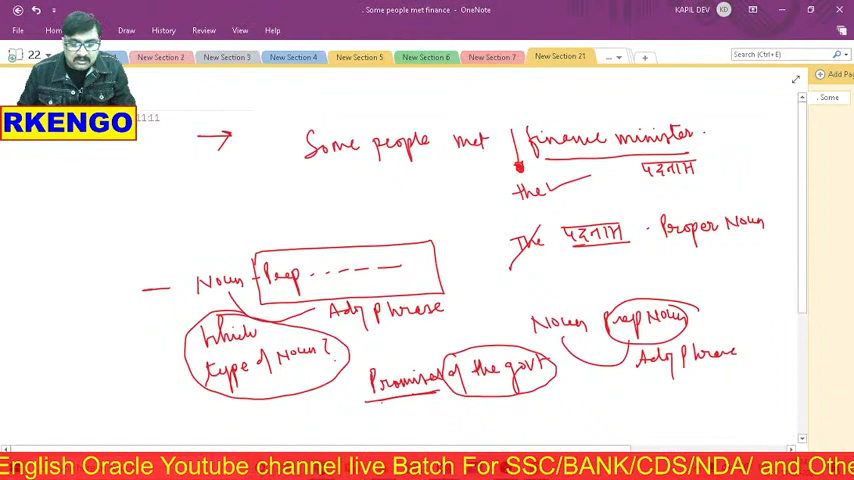 . Some people met finance - OneNote
KAPIL DEV
KD
File
Draw
History
Review
View
Help
22
New Section 2
New Section 3
New Section 4
New Section 5
New Section 6
New Section 7
New Section 21
Search (Ctrl+E)
Add Pa
. Some
RKENGO
→ Some people met finance minister.
the ✓
पदनाम
The पदनाम . Proper Noun
— Noun - Prep
Adj Phrase
Which
type of Noun?
Noun Prep Noun
Adj Phrase
Promises of the govt
English Oracle Youtube channel live Batch For SSC/BANK/CDS/NDA/ and Othe